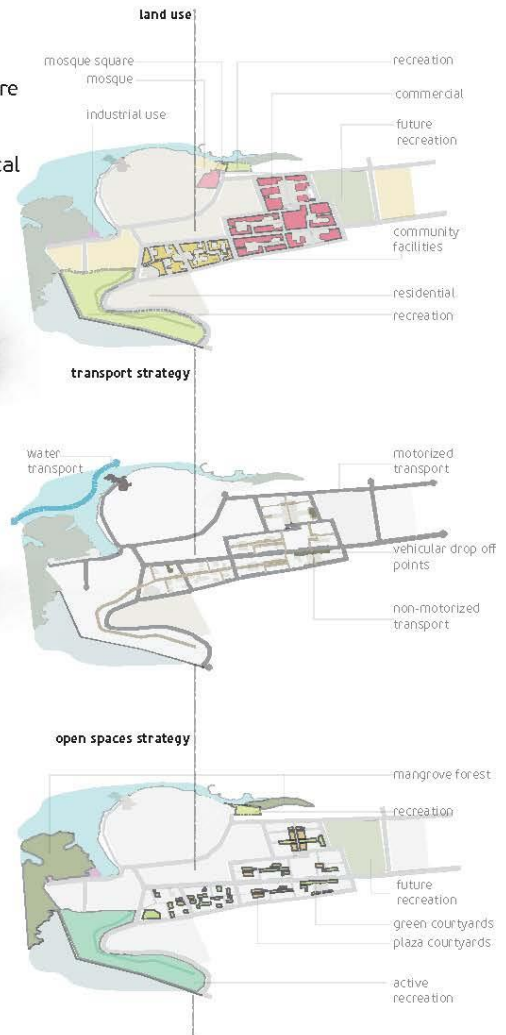 land use
re
cal
mosque square
mosque
industrial use
recreation
commercial
future
recreation
community
facilities
residential
recreation
transport strategy
water
transport
motorized
transport
vehicular drop off
points
non-motorized
transport
open spaces strategy
mangrove forest
recreation
future
recreation
green courtyards
plaza courtyards
active
recreation